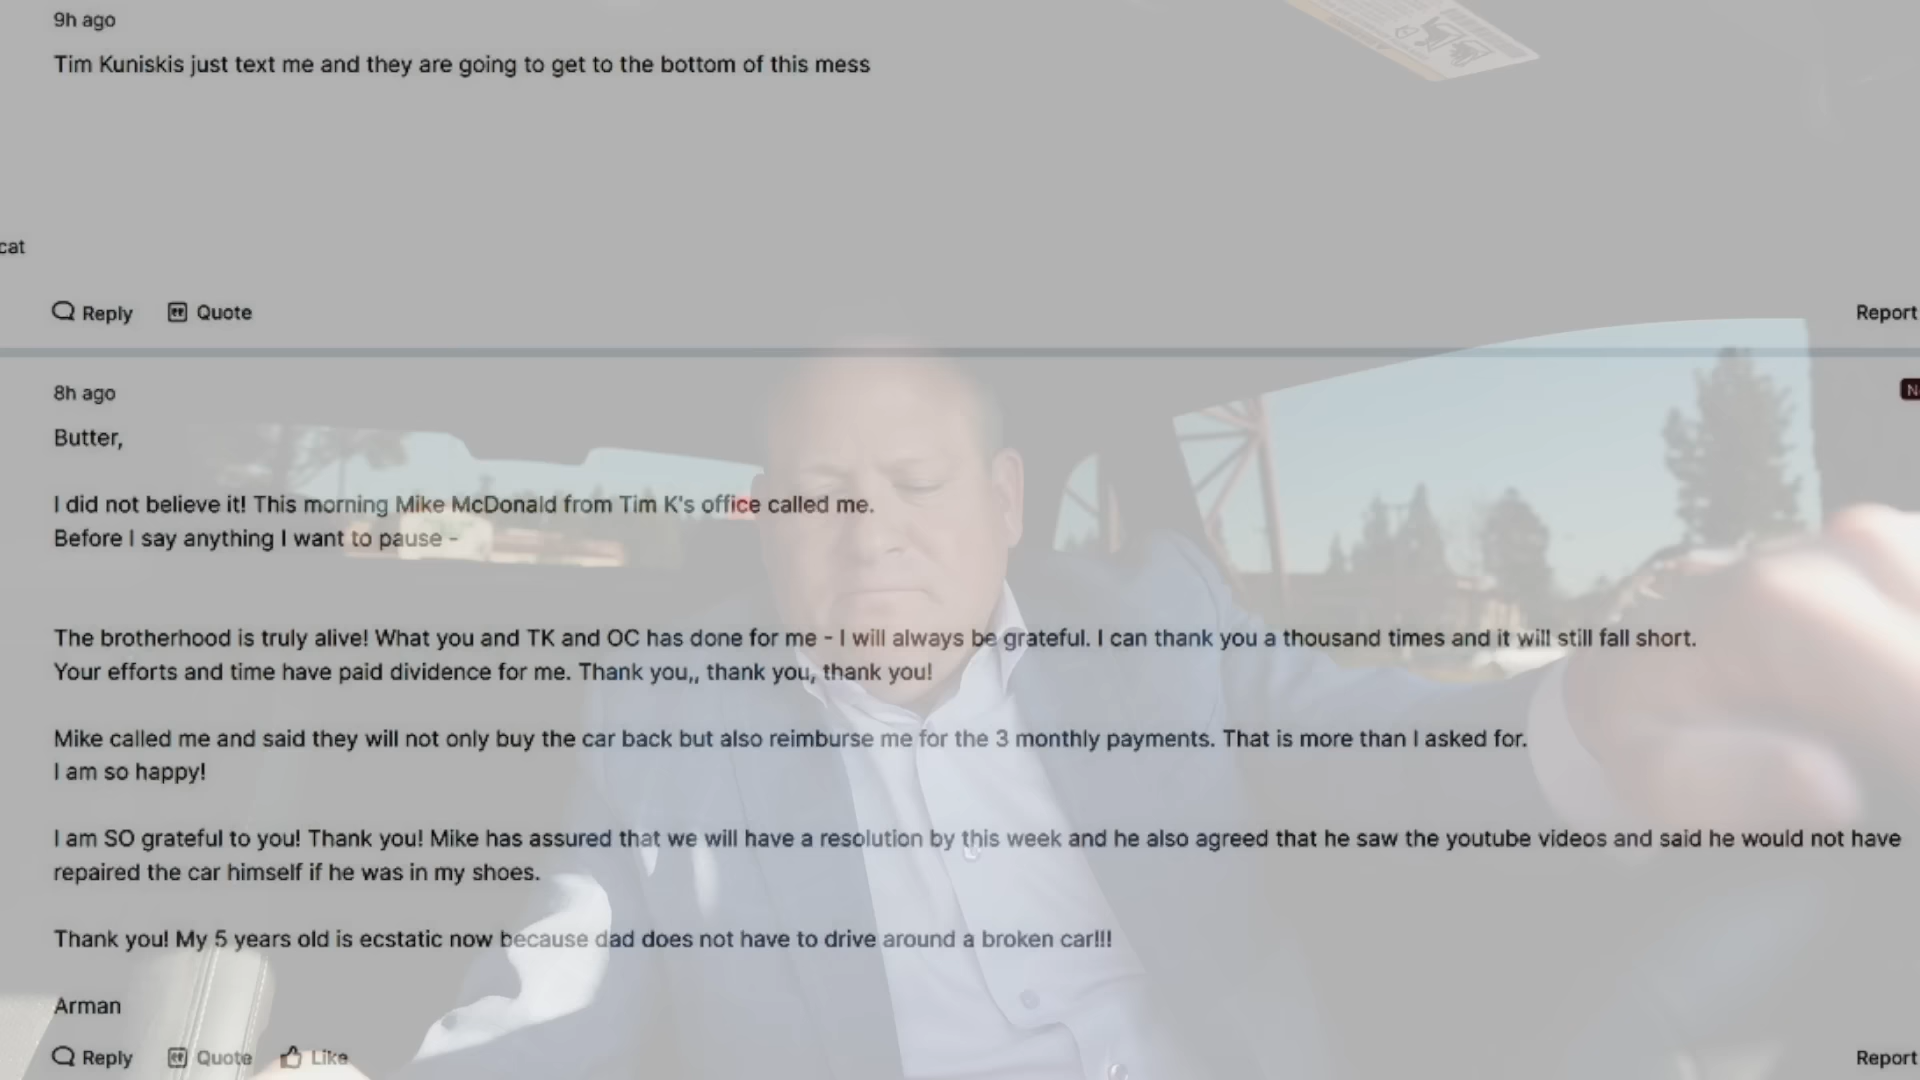 9h ago
Tim Kuniskis just text me and they are going to get to the bottom of this mess
cat
Reply Quote Report
8h ago
N
Butter,
I did not believe it! This morning Mike McDonald from Tim K's office called me.
Before I say anything I want to pause -
The brotherhood is truly alive! What you and TK and OC has done for me - I will always be grateful. I can thank you a thousand times and it will still fall short.
Your efforts and time have paid dividence for me. Thank you,, thank you, thank you!
Mike called me and said they will not only buy the car back but also reimburse me for the 3 monthly payments. That is more than I asked for.
I am so happy!
I am SO grateful to you! Thank you! Mike has assured that we will have a resolution by this week and he also agreed that he saw the youtube videos and said he would not have
repaired the car himself if he was in my shoes.
Thank you! My 5 years old is ecstatic now because dad does not have to drive around a broken car!!!
Arman
Reply Quote Like Report